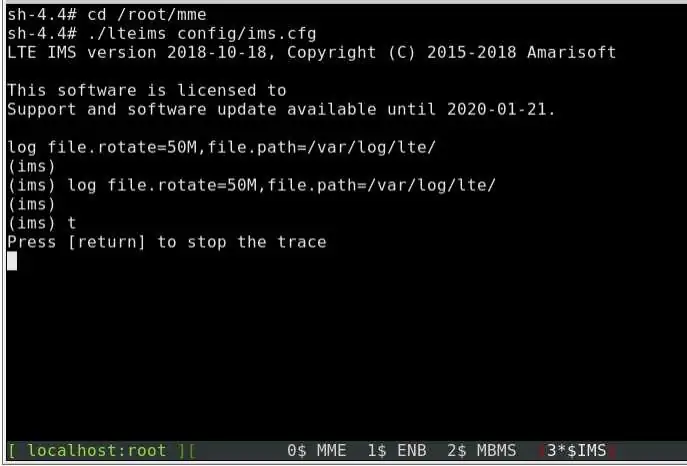 sh-4.4# cd /root/mme
sh-4.4# ./lteims config/ims.cfg
LTE IMS version 2018-10-18, Copyright (C) 2015-2018 Amarisoft
This software is licensed to
Support and software update available until 2020-01-21.
log file.rotate=50M,file.path=/var/log/lte/
(ims)
(ims) log file.rotate=50M,file.path=/var/log/lte/
(ims)
(ims) t
Press [return] to stop the trace
[ localhost:root ][ 0$ MME 1$ ENB 2$ MBMS (3*$IMS)